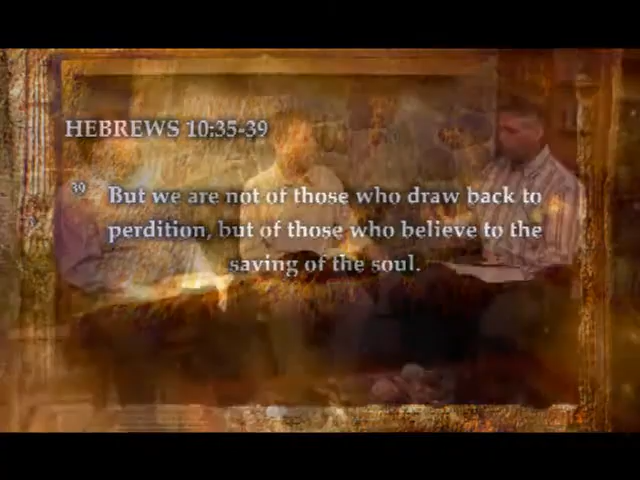 HEBREWS 10:35-39
39 But we are not of those who draw back to
perdition, but of those who believe to the
saving of the soul.